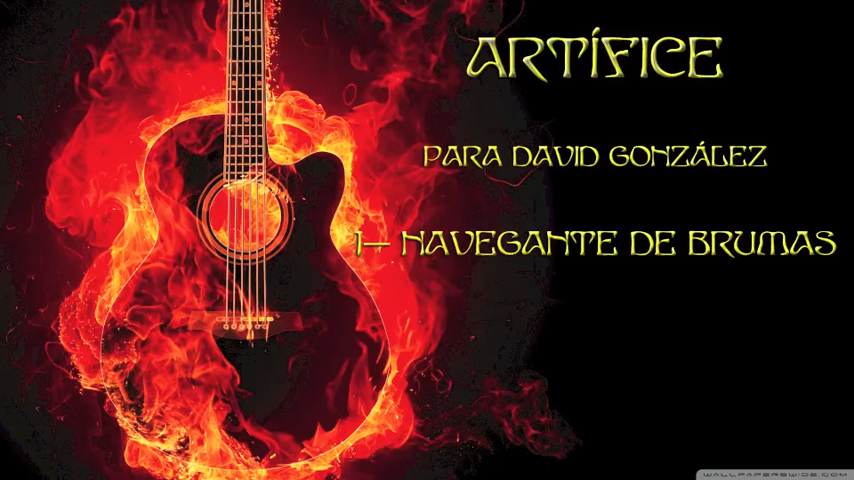 ARTÍFICE
PARA DAVID GONZÁLEZ
1— NAVEGANTE DE BRUMAS
WALLPAPERSWIDE.COM